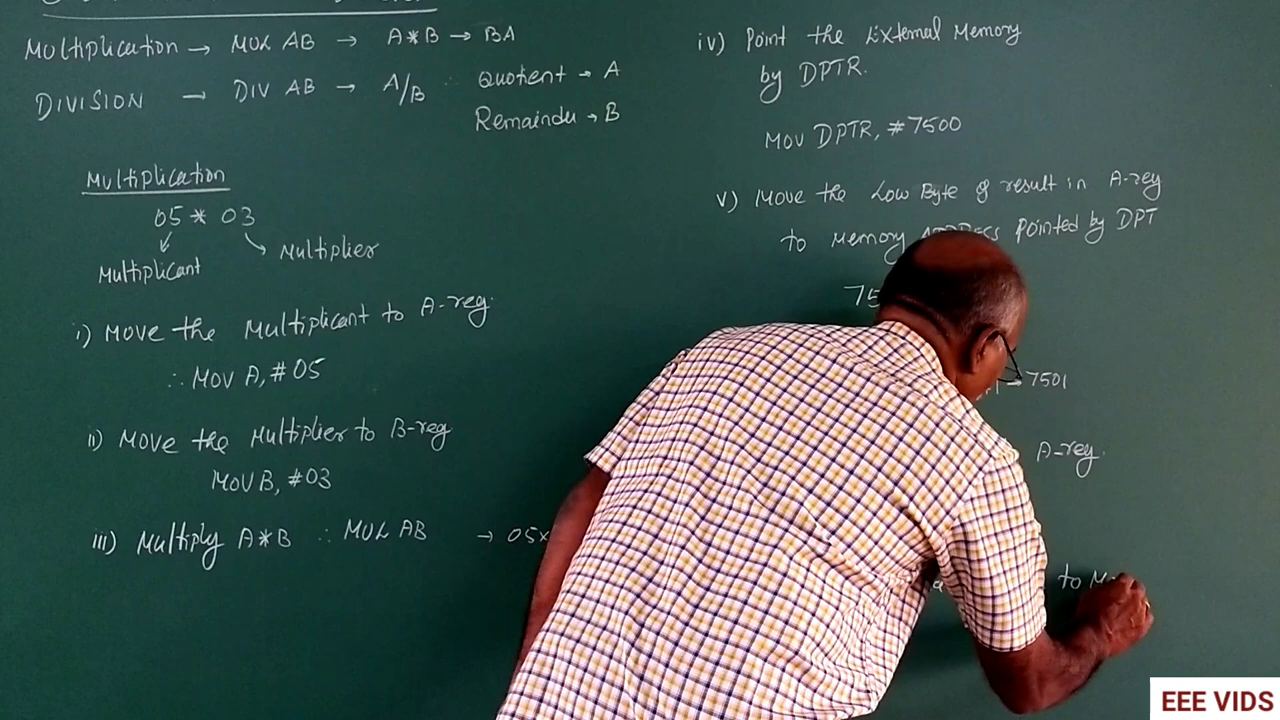 Multiplication → MUL AB → A*B → BA
DIVISION → DIV AB → A/B ∴ Quotient → A
Remainder → B
Multiplication
05 * 03
Multiplicant
Multiplier
i) Move the Multiplicant to A-reg.
∴ MOV A, #05
ii) Move the Multiplier to B-reg
MOV B, #03
iii) Multiply A*B ∴ MUL AB → 05x
iv) Point the External Memory
by DPTR.
MOV DPTR, #7500
v) Move the Low Byte of result in A-reg
to Memory ADDRESS Pointed by DPT
75
→ 7501
A-reg.
to M
EEE VIDS